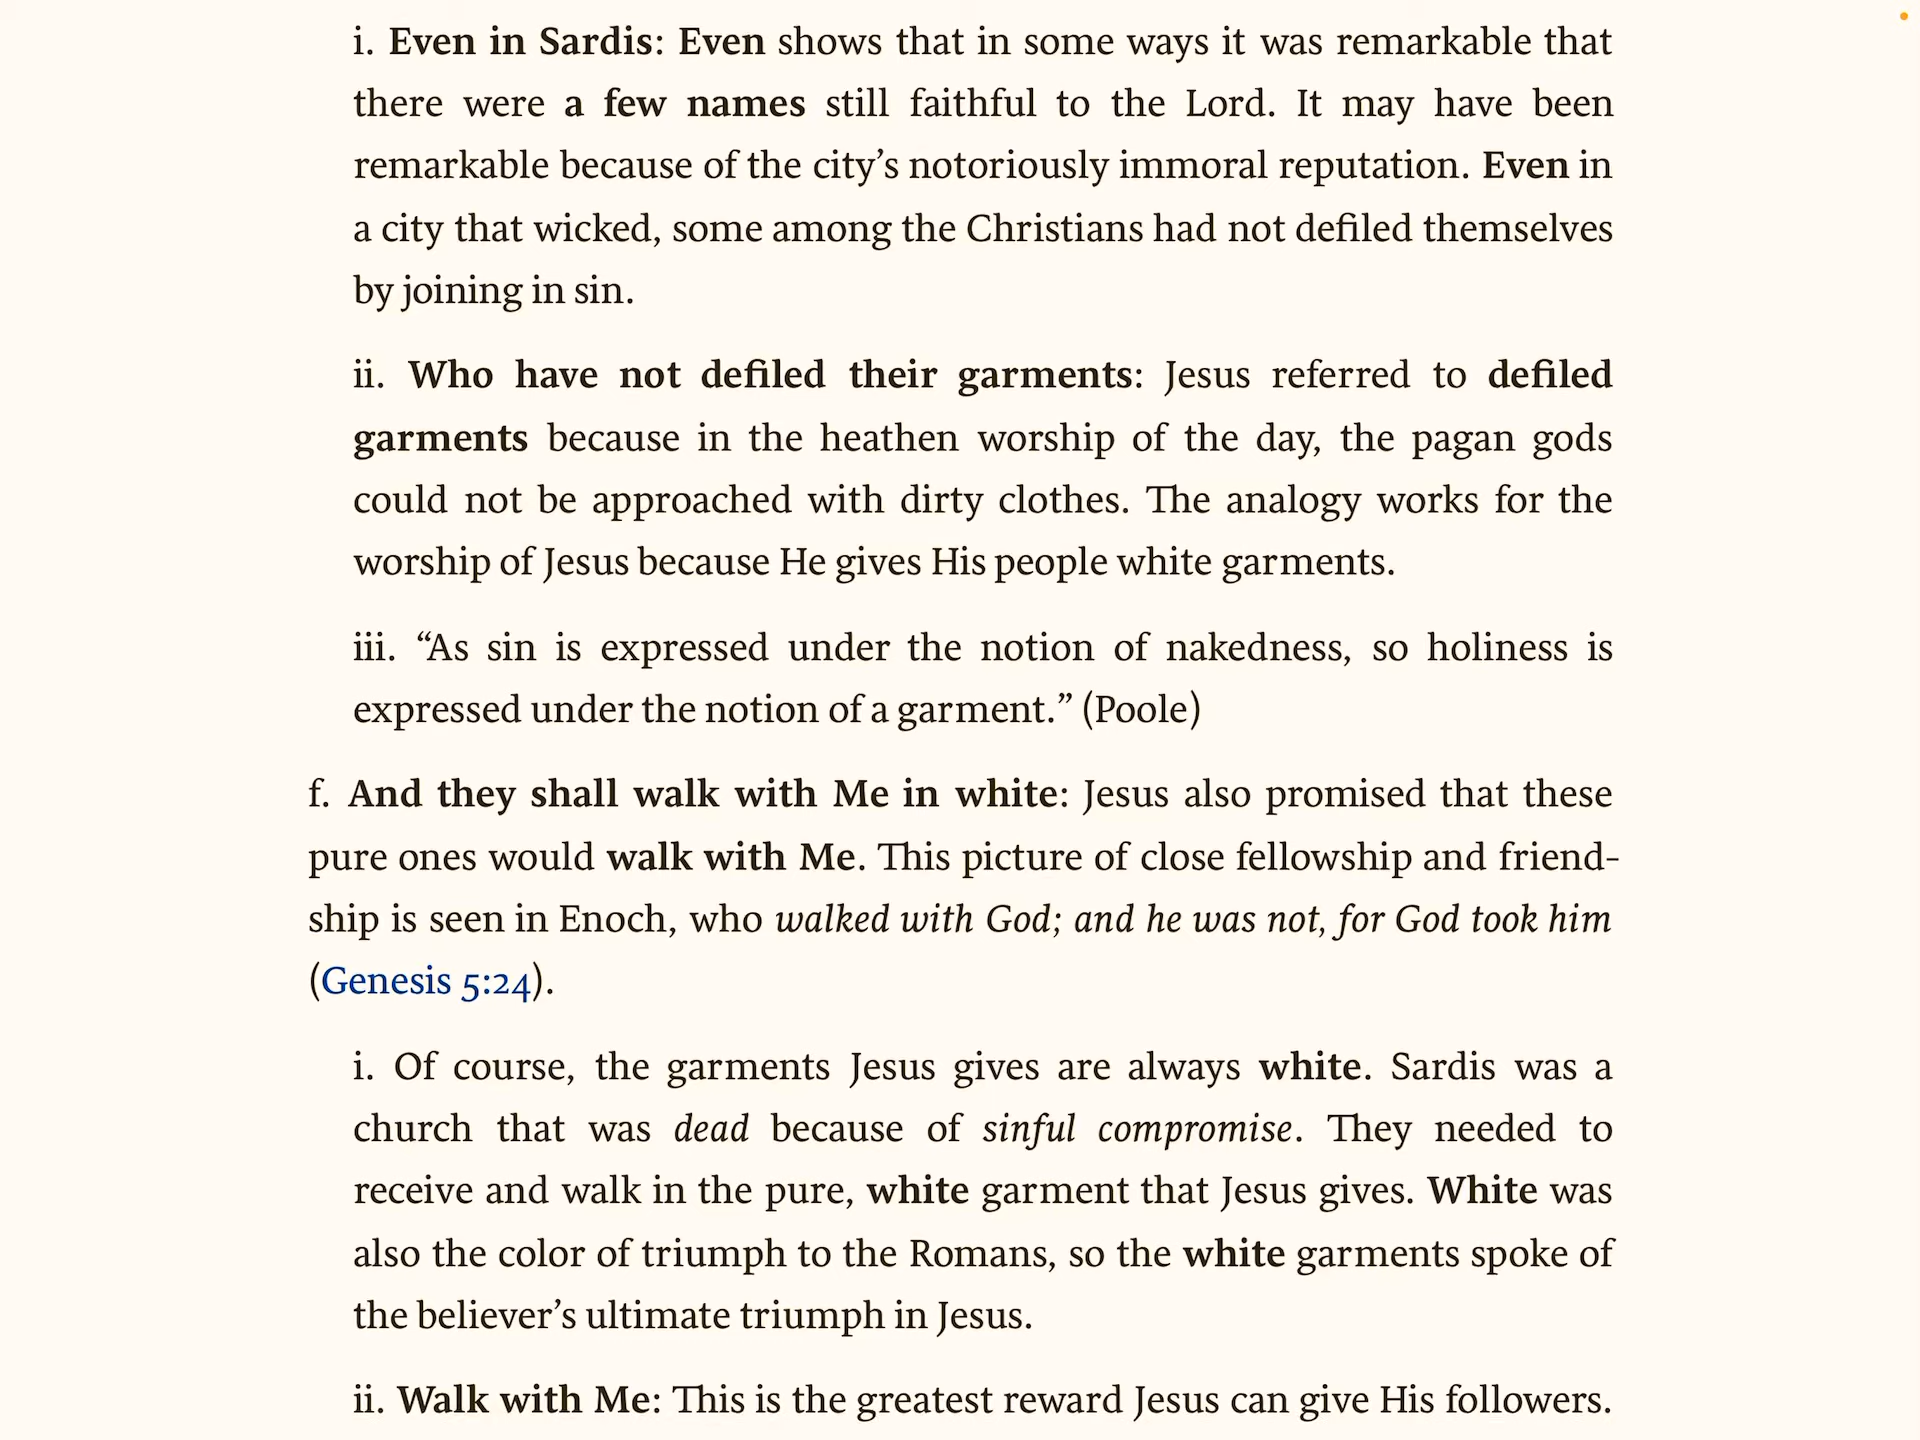 i. Even in Sardis: Even shows that in some ways it was remarkable that
there were a few names still faithful to the Lord. It may have been
remarkable because of the city’s notoriously immoral reputation. Even in
a city that wicked, some among the Christians had not defiled themselves
by joining in sin.
ii. Who have not defiled their garments: Jesus referred to defiled
garments because in the heathen worship of the day, the pagan gods
could not be approached with dirty clothes. The analogy works for the
worship of Jesus because He gives His people white garments.
iii. “As sin is expressed under the notion of nakedness, so holiness is
expressed under the notion of a garment.” (Poole)
f. And they shall walk with Me in white: Jesus also promised that these
pure ones would walk with Me. This picture of close fellowship and friend-
ship is seen in Enoch, who walked with God; and he was not, for God took him
(Genesis 5:24).
i. Of course, the garments Jesus gives are always white. Sardis was a
church that was dead because of sinful compromise. They needed to
receive and walk in the pure, white garment that Jesus gives. White was
also the color of triumph to the Romans, so the white garments spoke of
the believer’s ultimate triumph in Jesus.
ii. Walk with Me: This is the greatest reward Jesus can give His followers.